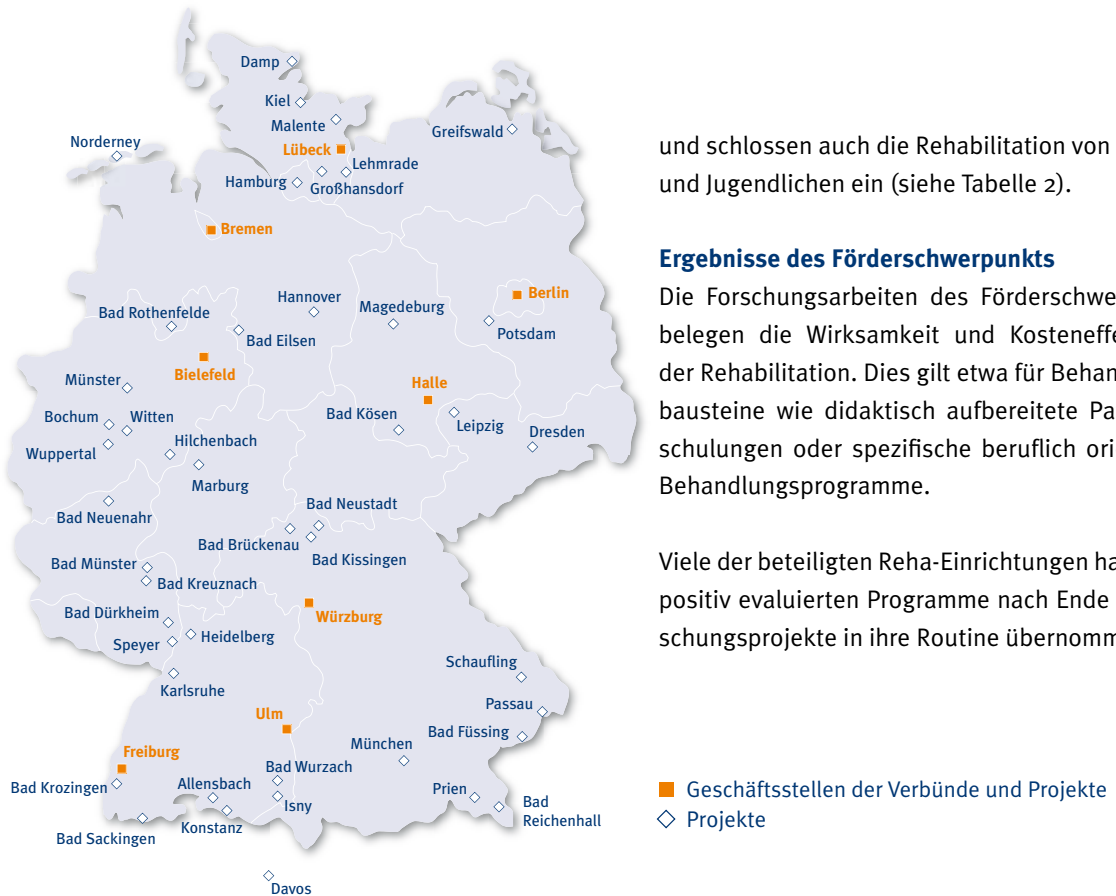 Damp
Kiel
Malente
Greifswald
Norderney
Lübeck
Lehmrade
Hamburg
Großhansdorf
Bremen
Berlin
Hannover
Magedeburg
Bad Rothenfelde
Bad Eilsen
Potsdam
Bielefeld
Münster
Halle
Bad Kösen
Leipzig
Dresden
Bochum
Witten
Hilchenbach
Wuppertal
Marburg
Bad Neuenahr
Bad Neustadt
Bad Brückenau
Bad Kissingen
Bad Münster
Bad Kreuznach
Würzburg
Bad Dürkheim
Heidelberg
Speyer
Schaufling
Karlsruhe
Passau
Ulm
Bad Füssing
München
Freiburg
Bad Wurzach
Bad Krozingen
Allensbach
Prien
Isny
Bad
Reichenhall
Konstanz
Bad Sackingen
Davos
und schlossen auch die Rehabilitation von
und Jugendlichen ein (siehe Tabelle 2).
Ergebnisse des Förderschwerpunkts
Die Forschungsarbeiten des Förderschwe
belegen die Wirksamkeit und Kosteneffe
der Rehabilitation. Dies gilt etwa für Behan
bausteine wie didaktisch aufbereitete Pa
schulungen oder spezifische beruflich ori
Behandlungsprogramme.
Viele der beteiligten Reha-Einrichtungen ha
positiv evaluierten Programme nach Ende
schungsprojekte in ihre Routine übernomm
Geschäftsstellen der Verbünde und Projekte
Projekte